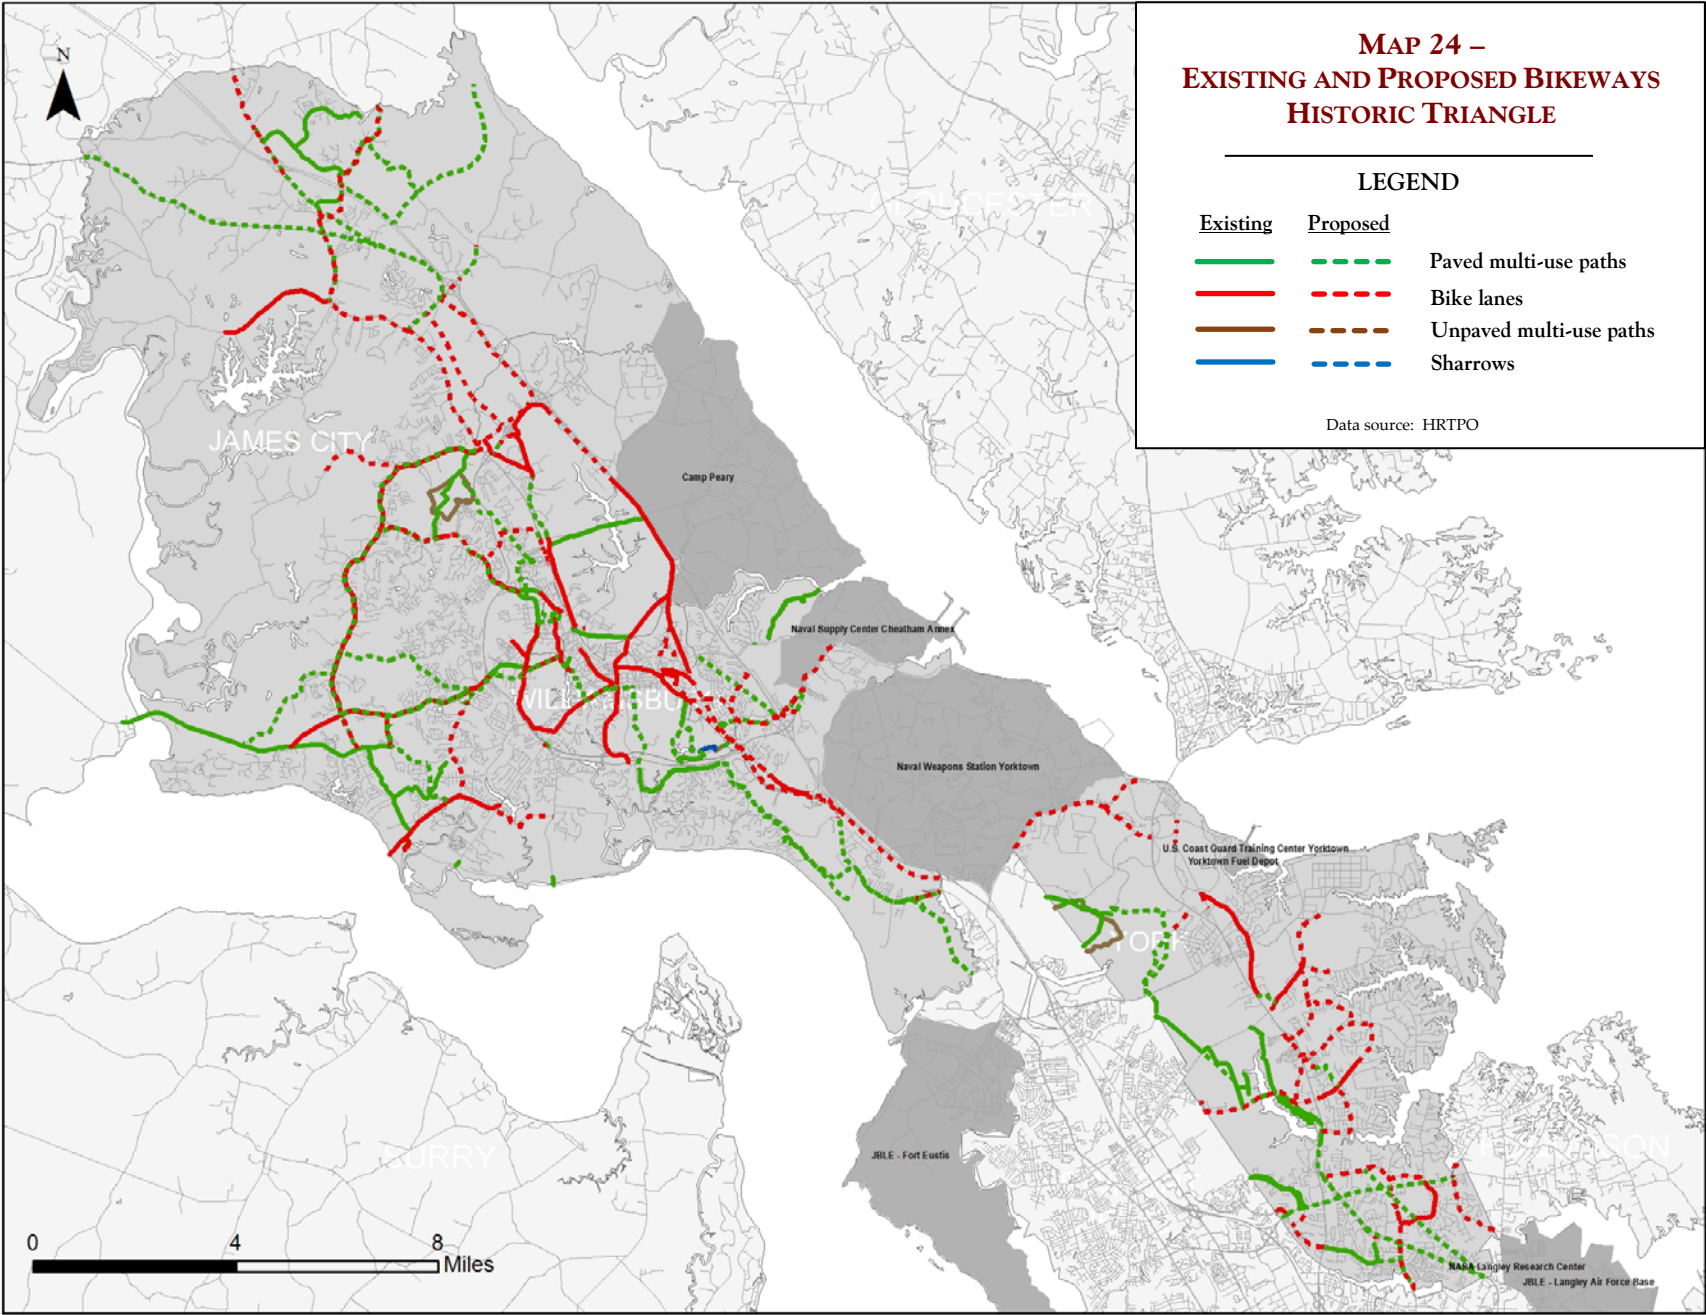 MAP 24 –
EXISTING AND PROPOSED BIKEWAYS
HISTORIC TRIANGLE
LEGEND
Existing Proposed
Paved multi-use paths
Bike lanes
Unpaved multi-use paths
Sharrows
Data source: HRTPO
N
GLOUCESTER
JAMES CITY
Camp Peary
Naval Supply Center Cheatham Annex
WILLIAMSBURG
Naval Weapons Station Yorktown
U.S. Coast Guard Training Center Yorktown
Yorktown Fuel Depot
YORK
SURRY
JBLE - Fort Eustis
0 4 8
Miles
NASA Langley Research Center
JBLE - Langley Air Force Base